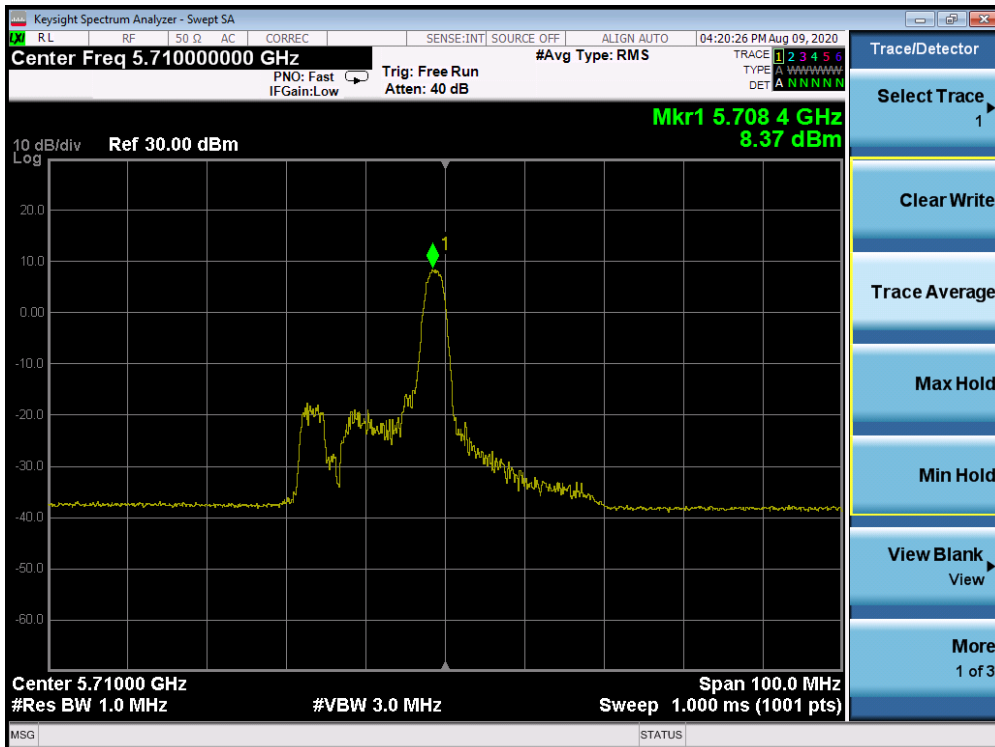 Keysight Spectrum Analyzer - Swept SA
LXI RL RF 50 Ω AC CORREC SENSE:INT SOURCE OFF ALIGN AUTO 04:20:26 PM Aug 09, 2020
Center Freq 5.710000000 GHz
#Avg Type: RMS
TRACE 1 2 3 4 5 6
TYPE A WWWWW
DET A N N N N N
PNO: Fast
IFGain:Low
Trig: Free Run
Atten: 40 dB
Mkr1 5.708 4 GHz
8.37 dBm
10 dB/div Ref 30.00 dBm
Log
1
20.0
10.0
0.00
-10.0
-20.0
-30.0
-40.0
-50.0
-60.0
Center 5.71000 GHz
Span 100.0 MHz
#Res BW 1.0 MHz
#VBW 3.0 MHz
Sweep 1.000 ms (1001 pts)
MSG
STATUS
Trace/Detector
Select Trace
1
Clear Write
Trace Average
Max Hold
Min Hold
View Blank
View
More
1 of 3